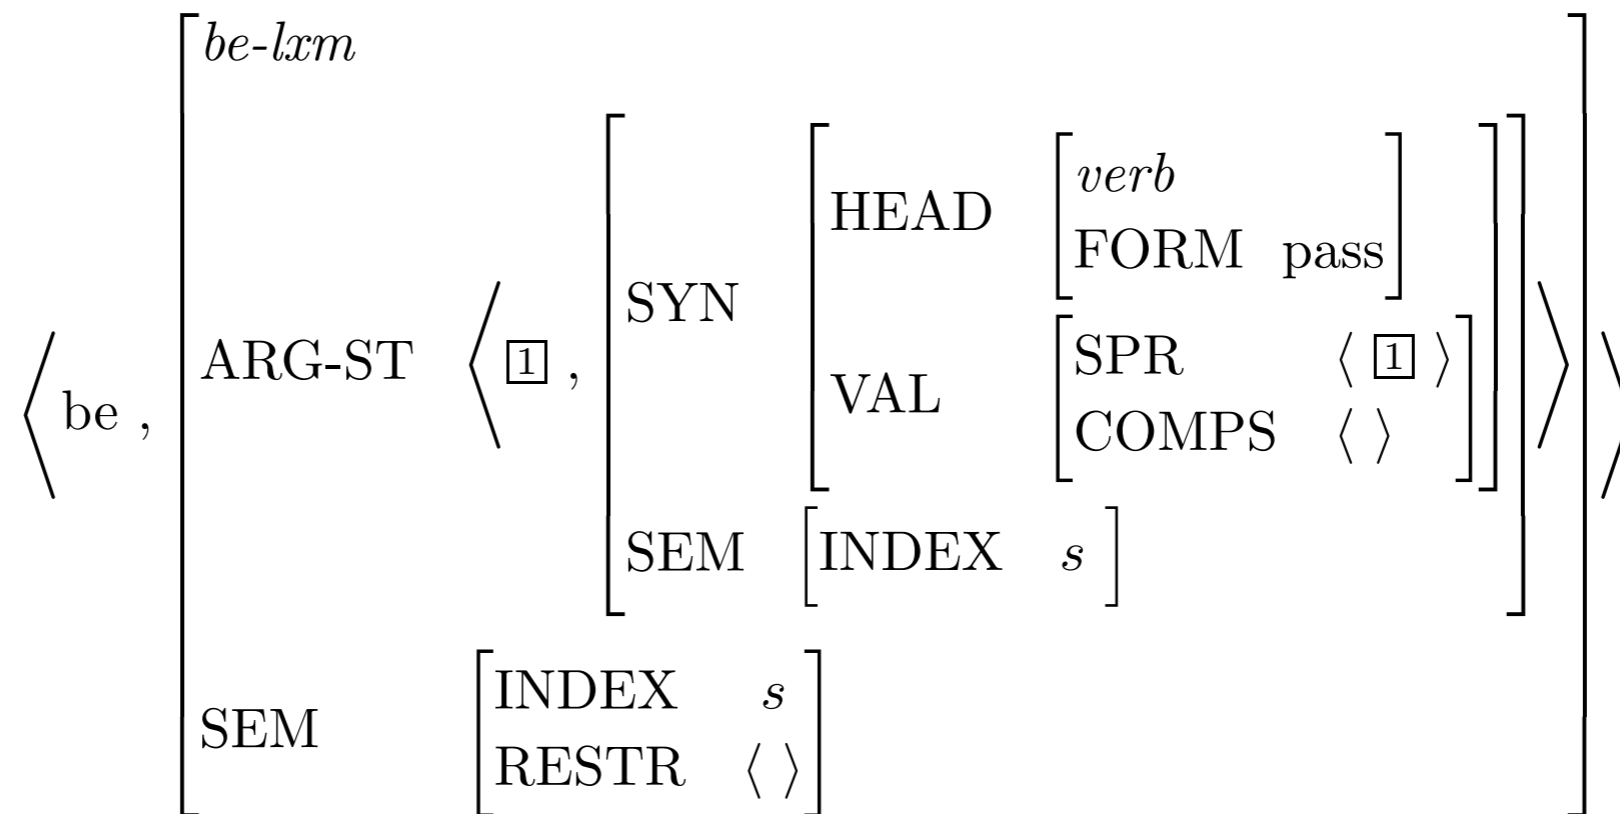 be-lxm
verb
HEAD
FORM pass
SYN
SPR ⟨ 1 ⟩
ARG-ST ⟨ 1 ,
VAL
⟨ be ,
COMPS ⟨ ⟩
SEM [INDEX s ]
INDEX s
SEM
RESTR ⟨ ⟩